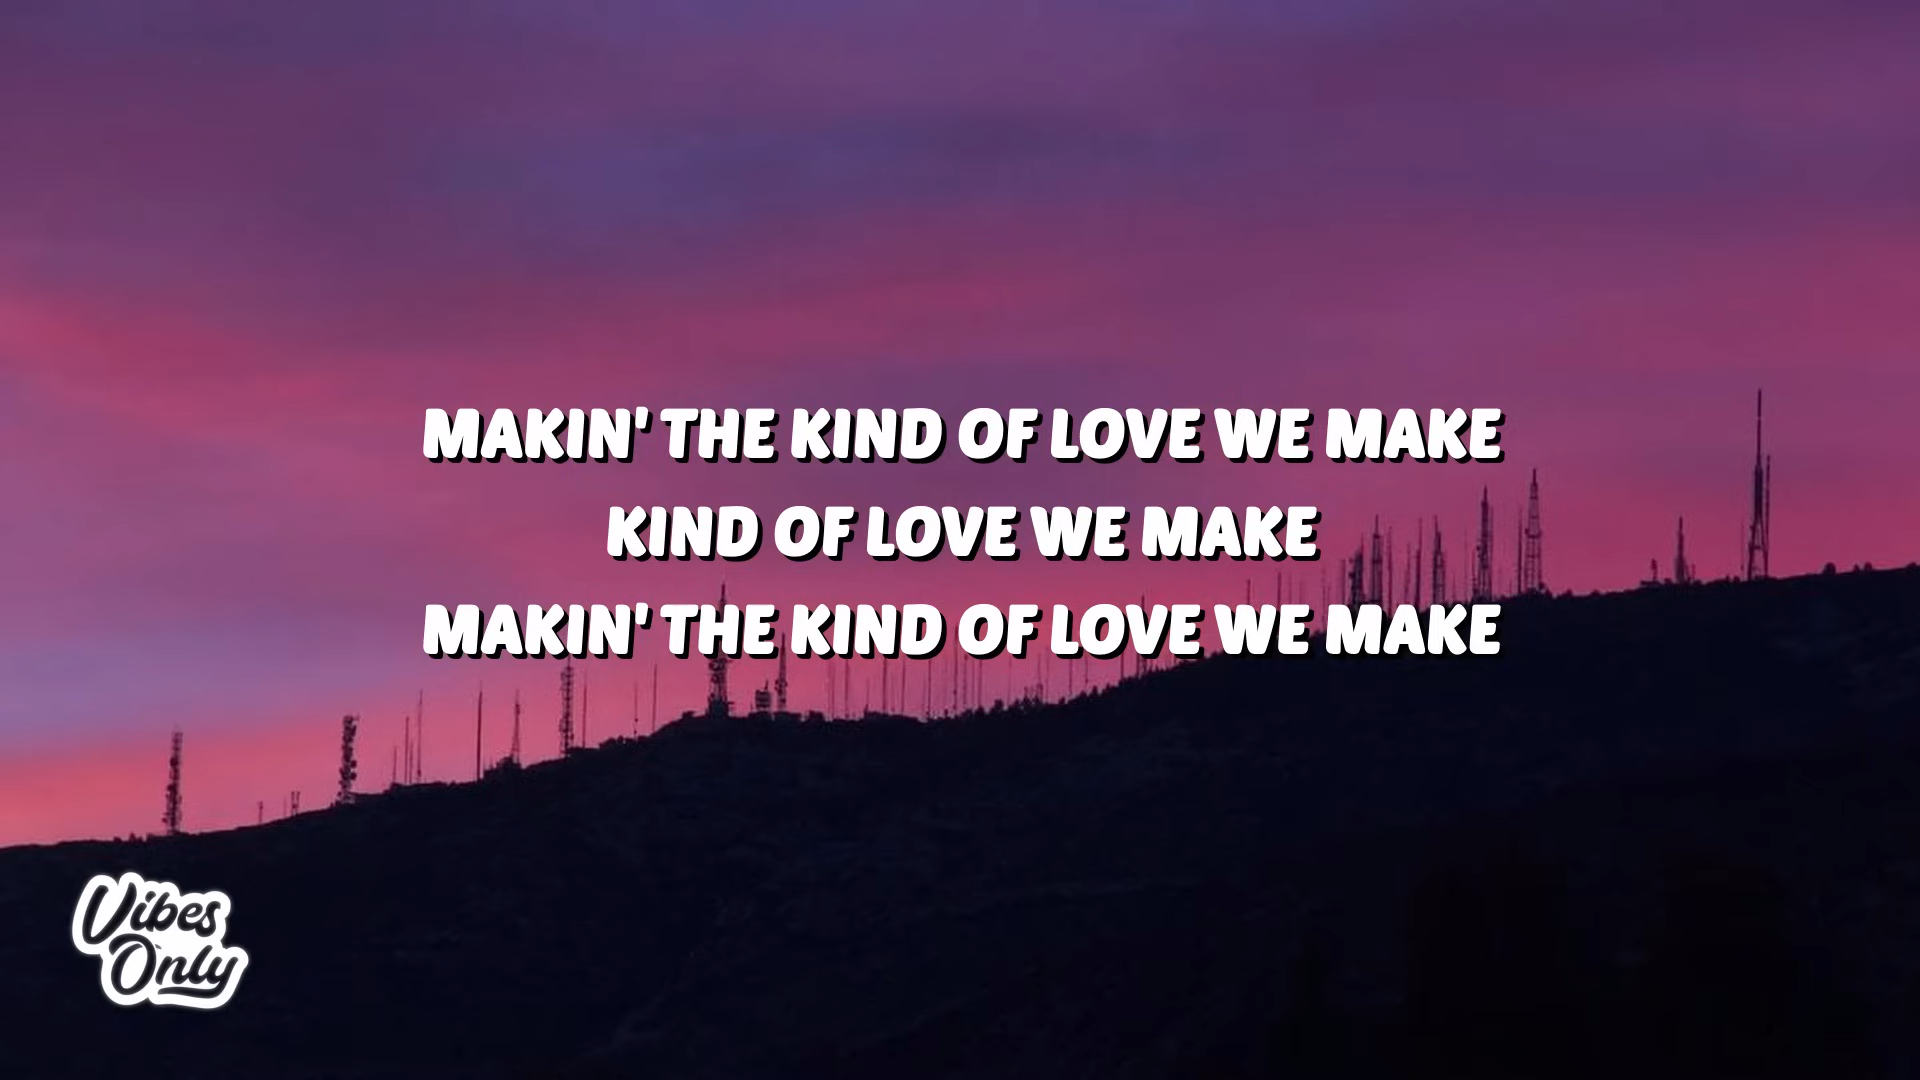 MAKIN' THE KIND OF LOVE WE MAKE
KIND OF LOVE WE MAKE
MAKIN' THE KIND OF LOVE WE MAKE
Vibes
Only